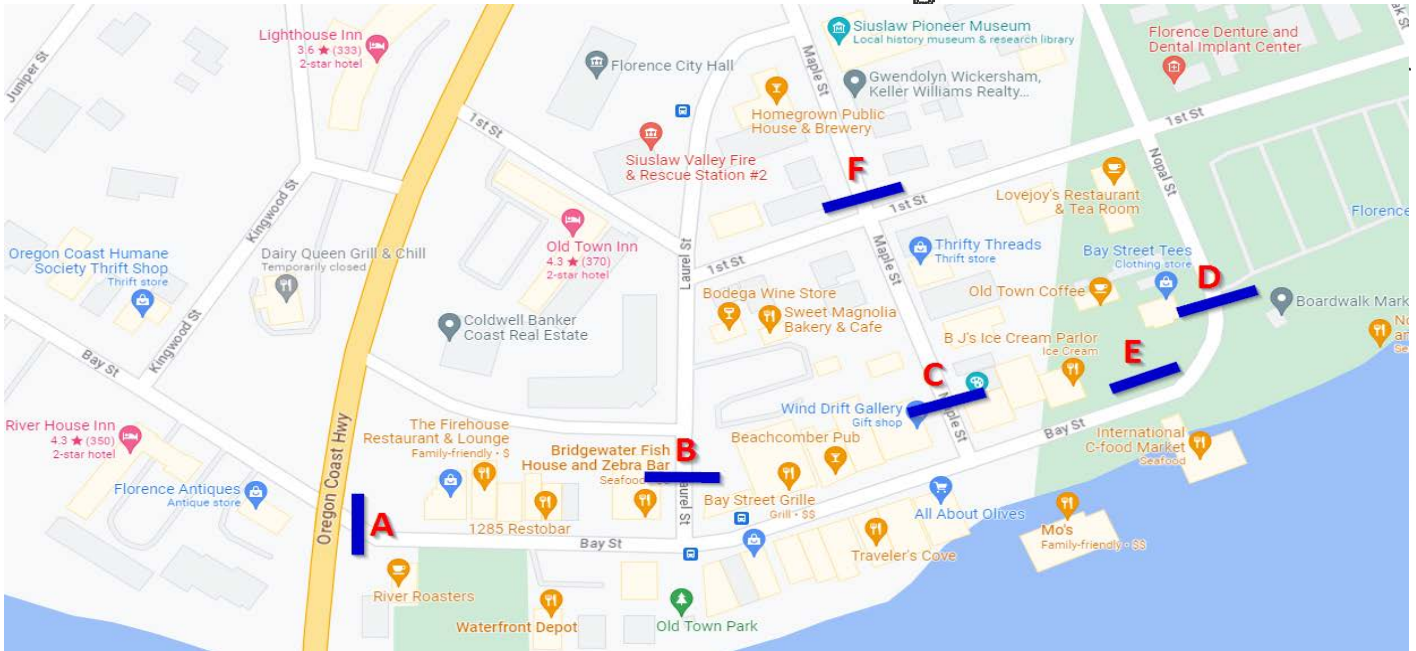 Lighthouse Inn
3.6 ★ (333)
2-star hotel
Juniper St
Florence City Hall
Maple St
Siuslaw Pioneer Museum
Local history museum & research library
Gwendolyn Wickersham,
Keller Williams Realty...
Florence Denture and
Dental Implant Center
1st St
Homegrown Public
House & Brewery
Siuslaw Valley Fire
& Rescue Station #2
F
1st St
Nopal St
Lovejoy's Restaurant
& Tea Room
Florence
Kingwood St
Oregon Coast Humane
Society Thrift Shop
Thrift store
Dairy Queen Grill & Chill
Temporarily closed
Old Town Inn
4.3 ★ (370)
2-star hotel
Laurel St
1st St
1st St
Maple St
Thrifty Threads
Thrift store
Bay Street Tees
Clothing store
D
Old Town Coffee
Boardwalk Mark
No
an
Se
Bodega Wine Store
Sweet Magnolia
Bakery & Cafe
Coldwell Banker
Coast Real Estate
B J's Ice Cream Parlor
Ice Cream
E
C
Kingwood St
Bay St
Wind Drift Gallery
Gift shop
Maple St
Bay St
River House Inn
4.3 ★ (350)
2-star hotel
Oregon Coast Hwy
The Firehouse
Restaurant & Lounge
Family-friendly · $
Bridgewater Fish
House and Zebra Bar
Seafood
B
Beachcomber Pub
International
C-food Market
Seafood
Florence Antiques
Antique store
A
1285 Restobar
Laurel St
Bay Street Grille
Grill · $$
All About Olives
Mo's
Family-friendly · $$
Bay St
Traveler's Cove
River Roasters
Waterfront Depot
Old Town Park